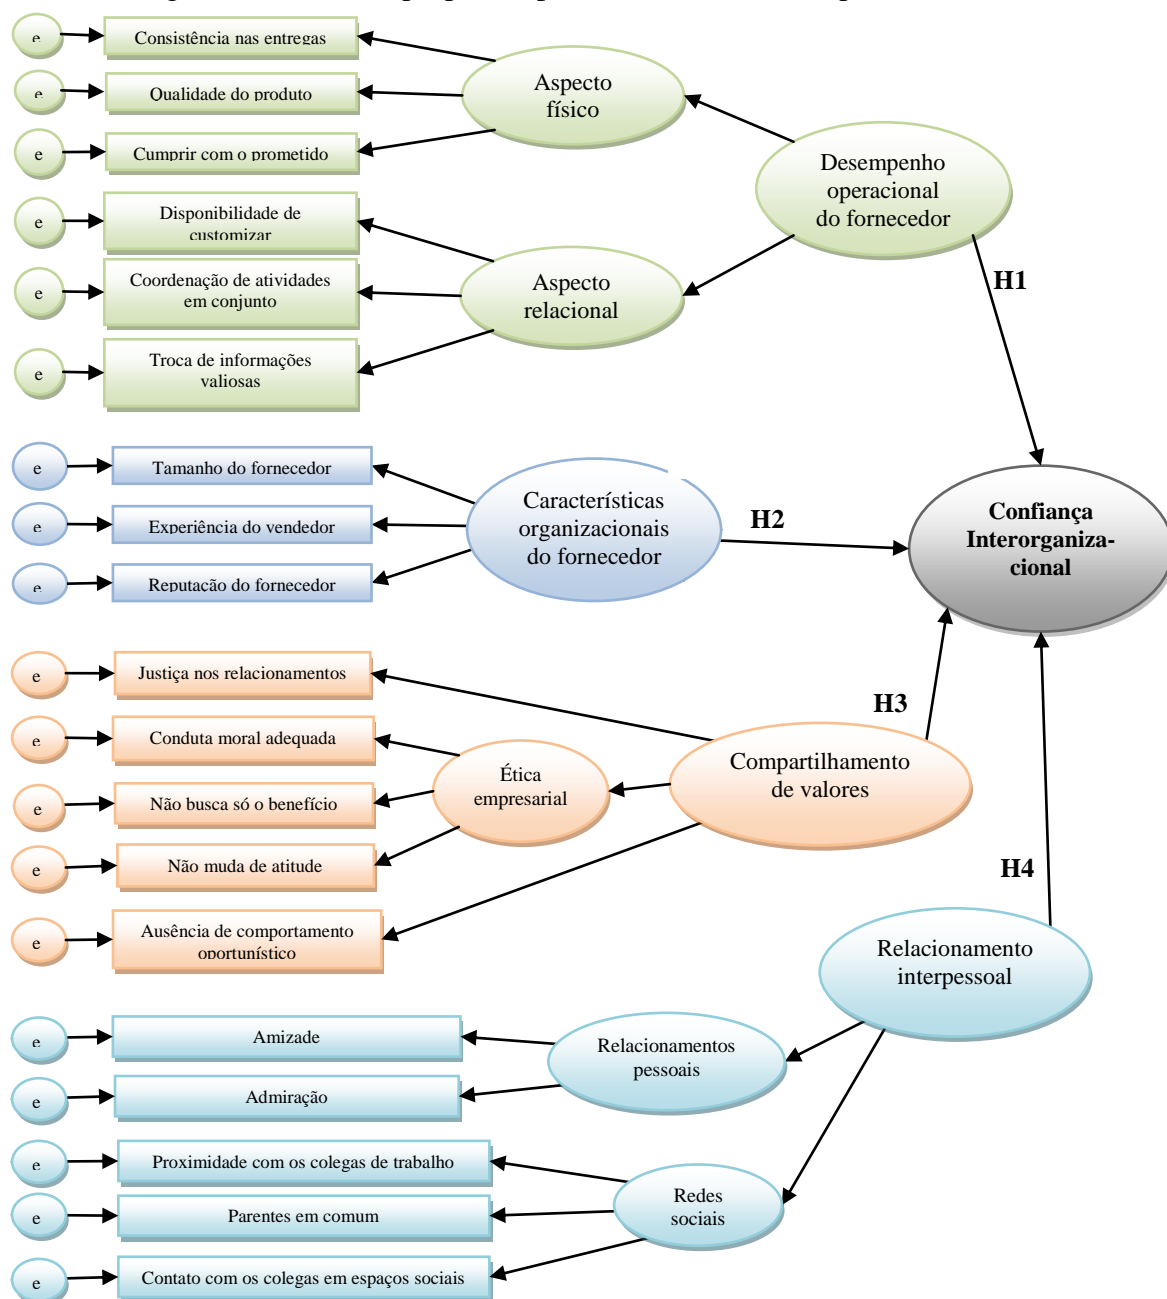 e
Consistência nas entregas
Aspecto
físico
e
Qualidade do produto
e
Cumprir com o prometido
Desempenho
operacional
do fornecedor
e
Disponibilidade de
customizar
Aspecto
relacional
e
Coordenação de atividades
em conjunto
H1
e
Troca de informações
valiosas
e
Tamanho do fornecedor
Características
organizacionais
do fornecedor
H2
Confiança
Interorganiza-
cional
e
Experiência do vendedor
e
Reputação do fornecedor
e
Justiça nos relacionamentos
H3
e
Conduta moral adequada
Ética
empresarial
Compartilhamento
de valores
e
Não busca só o benefício
e
Não muda de atitude
H4
e
Ausência de comportamento
oportunístico
Relacionamento
interpessoal
e
Amizade
Relacionamentos
pessoais
e
Admiração
e
Proximidade com os colegas de trabalho
Redes
sociais
e
Parentes em comum
e
Contato com os colegas em espaços sociais